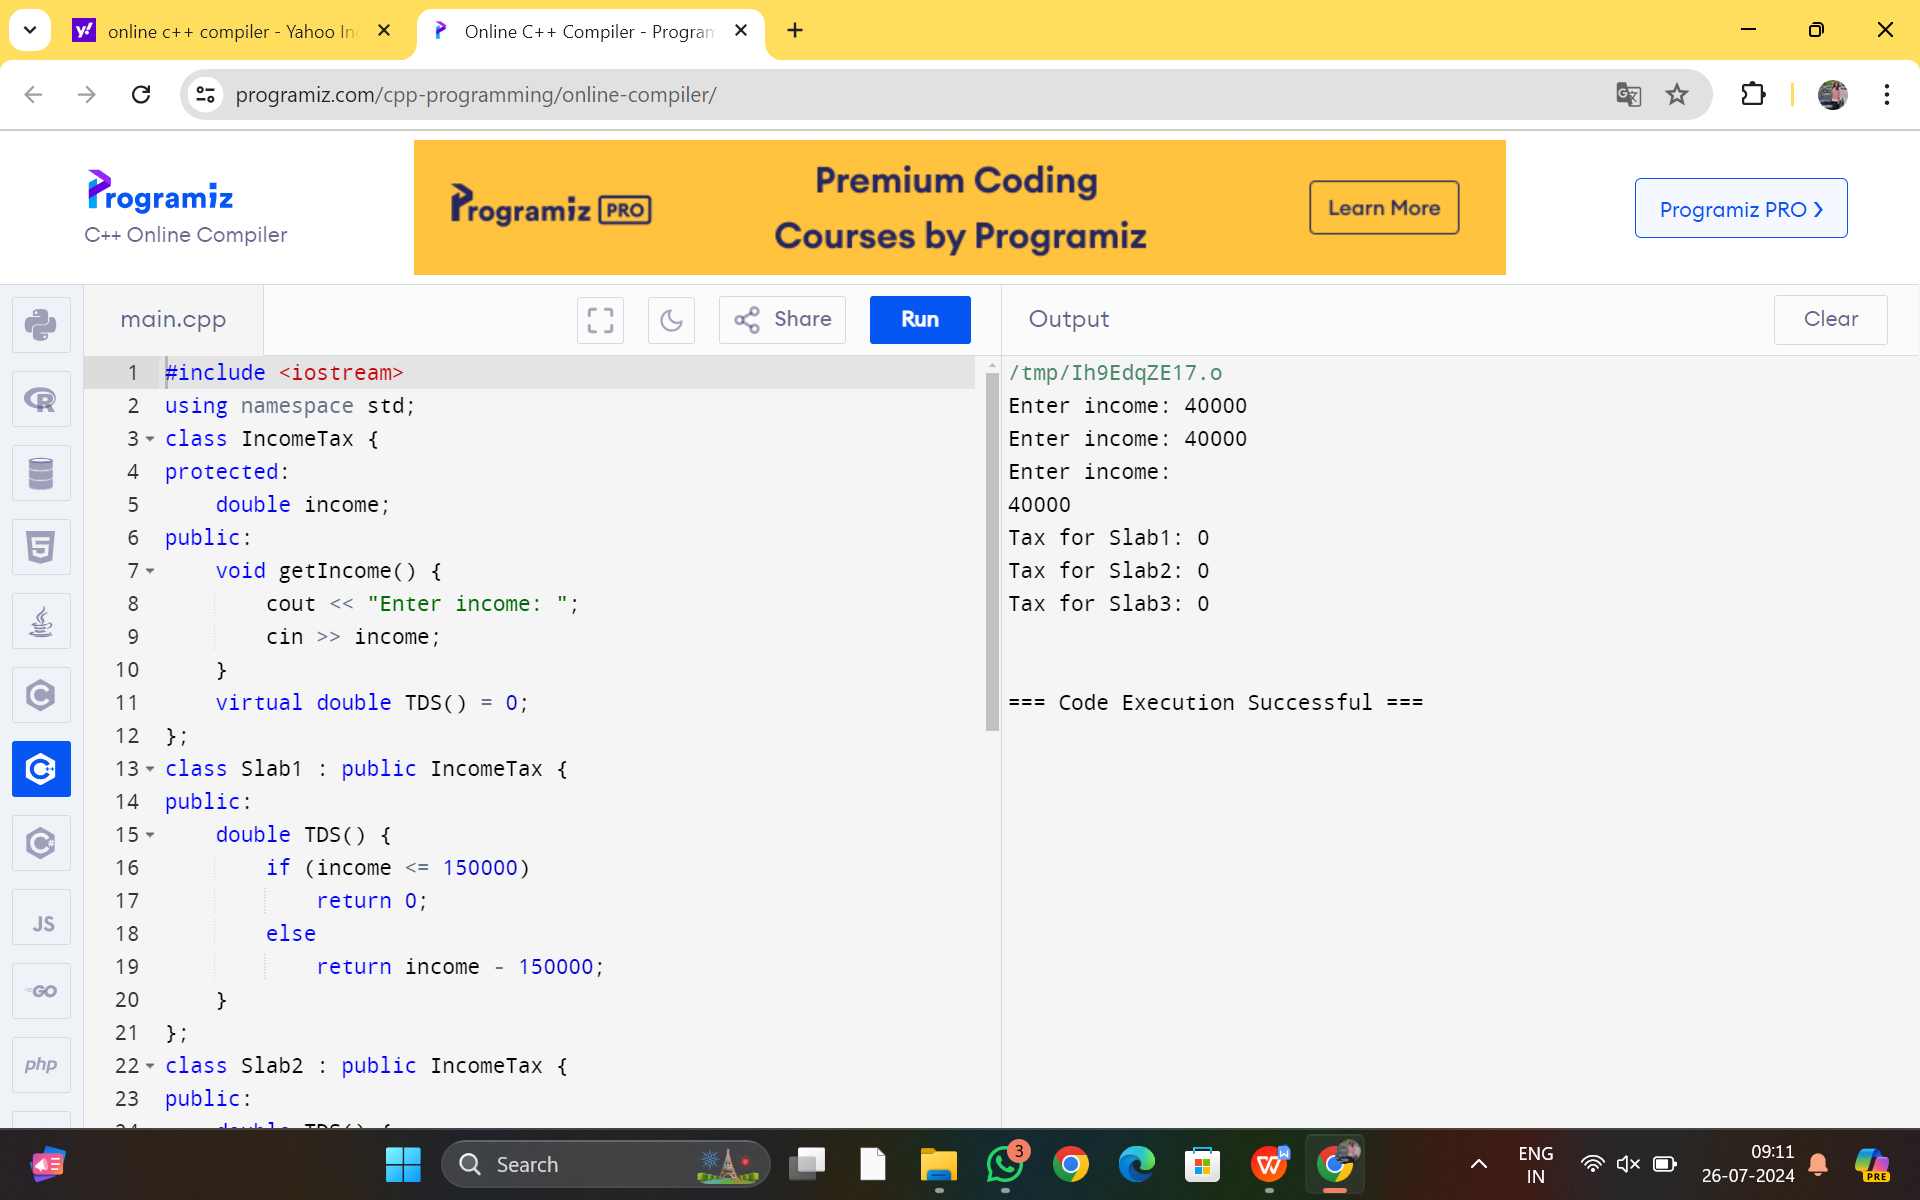 online c++ compiler - Yahoo In
Online C++ Compiler - Program
programiz.com/cpp-programming/online-compiler/
Programiz
C++ Online Compiler
Programiz PRO
Premium Coding
Courses by Programiz
Learn More
Programiz PRO ›
main.cpp
Share
Run
Output
Clear
1 #include <iostream>
2 using namespace std;
3 class IncomeTax {
4 protected:
5 double income;
6 public:
7 void getIncome() {
8 cout << "Enter income: ";
9 cin >> income;
10 }
11 virtual double TDS() = 0;
12 };
13 class Slab1 : public IncomeTax {
14 public:
15 double TDS() {
16 if (income <= 150000)
17 return 0;
18 else
19 return income - 150000;
20 }
21 };
22 class Slab2 : public IncomeTax {
23 public:
24 double TDS() {
/tmp/Ih9EdqZE17.o
Enter income: 40000
Enter income: 40000
Enter income:
40000
Tax for Slab1: 0
Tax for Slab2: 0
Tax for Slab3: 0
=== Code Execution Successful ===
JS
GO
php
Search
3
ENG
IN
09:11
26-07-2024
PRE